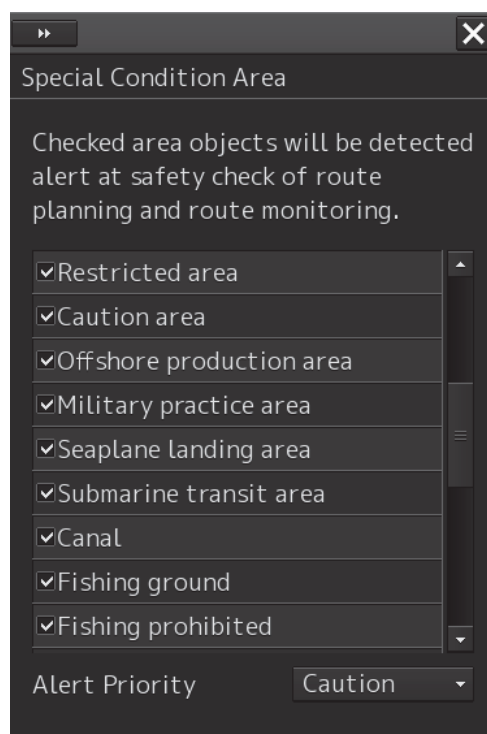 Special Condition Area
Checked area objects will be detected
alert at safety check of route
planning and route monitoring.
Restricted area
Caution area
Offshore production area
Military practice area
Seaplane landing area
Submarine transit area
Canal
Fishing ground
Fishing prohibited
Alert Priority Caution